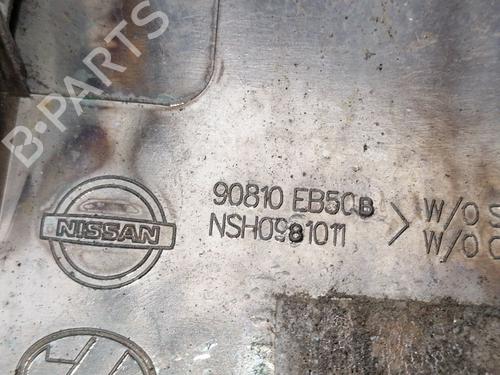 B-PARTS
90810 EB50B
NSH0981011
> W/O S
W/O
NISSAN